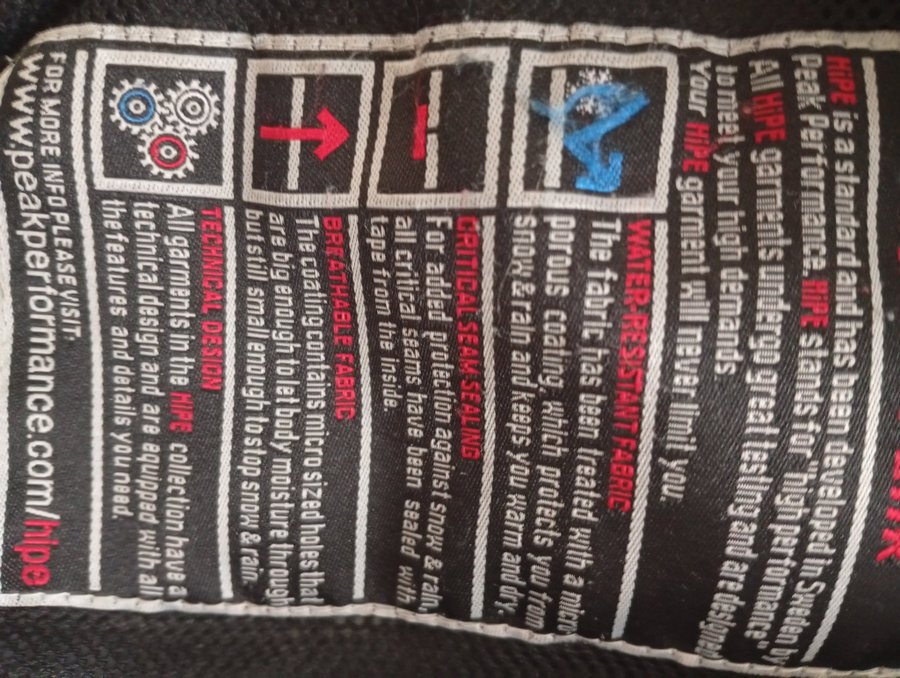 HiPE is a standard and has been developed in Sweden by
Peak Performance. HiPE stands for "high performance"
All HiPE garments undergo great testing and are designed
to meet your high demands
Your HiPE garment will never limit you.
WATER-RESISTANT FABRIC
The fabric has been treated with a micro
porous coating, which protects you from
snow & rain and keeps you warm and dry.
CRITICAL SEAM SEALING
For added protection against snow & rain,
all critical seams have been sealed with
tape from the inside.
BREATHABLE FABRIC
The coating contains micro sized holes that
are big enough to let body moisture through
but still small enough to stop snow & rain.
TECHNICAL DESIGN
All garments in the HiPE collection have a
technical design and are equipped with all
the features and details you need.
FOR MORE INFO PLEASE VISIT:
www.peakperformance.com/hipe